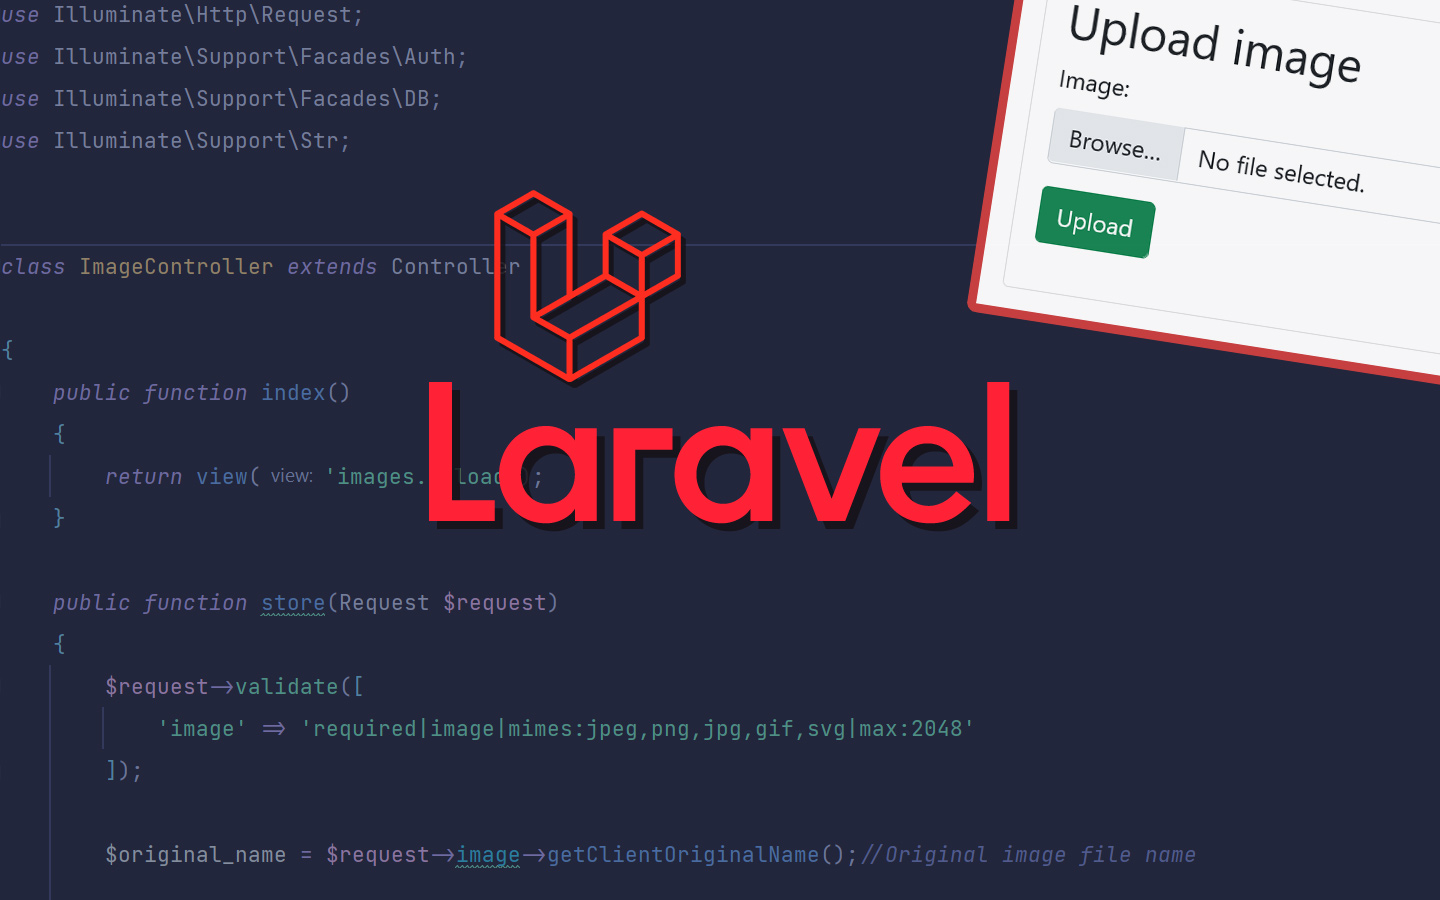 use Illuminate\Http\Request;
use Illuminate\Support\Facades\Auth;
use Illuminate\Support\Facades\DB;
use Illuminate\Support\Str;
class ImageController extends Controller
{
public function index()
{
return view( view: 'images. load );
}
public function store(Request $request)
{
$request->validate([
'image' => 'required|image|mimes:jpeg,png,jpg,gif,svg|max:2048'
]);
$original_name = $request->image->getClientOriginalName();//Original image file name
Laravel
Upload image
Image:
Browse... No file selected.
Upload